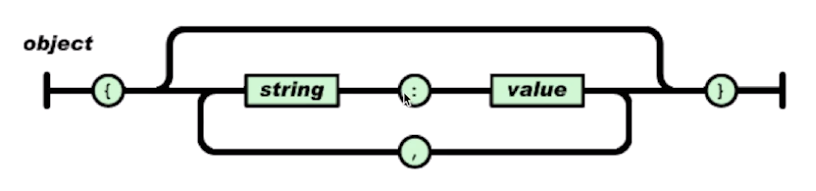 object
{ string : value }
,